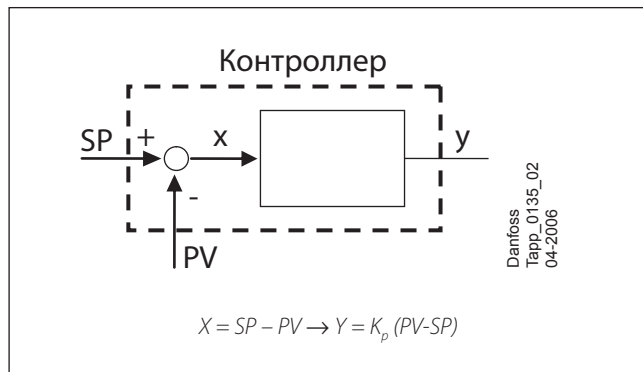 Контроллер
SP + x y
-
PV
Danfoss
Tapp_0135_02
04-2006
X = SP – PV → Y = Kp (PV-SP)